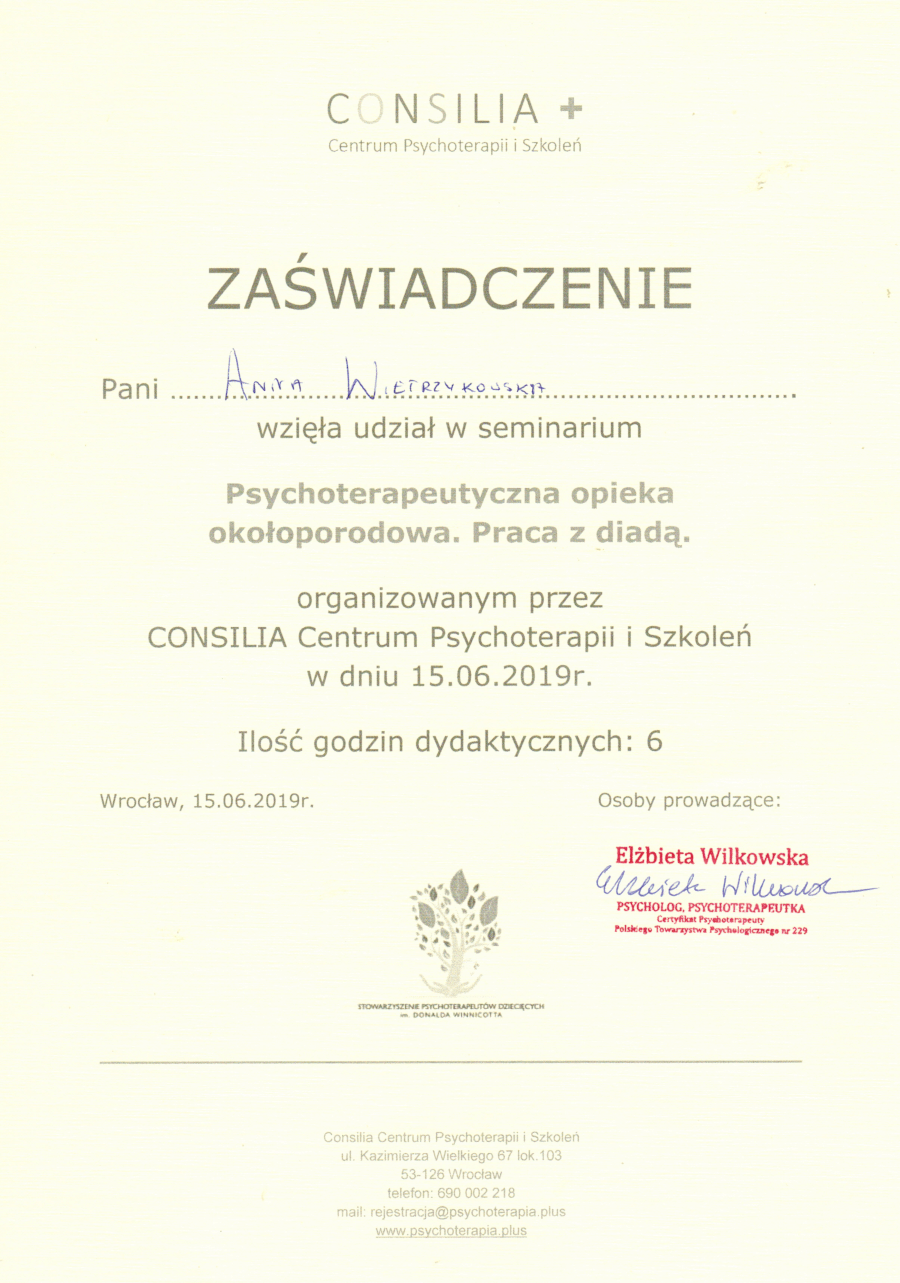 CONSILIA +
Centrum Psychoterapii i Szkoleń
ZAŚWIADCZENIE
Pani ......Anita Wietrzykowska..............................
wzięła udział w seminarium
Psychoterapeutyczna opieka
okołoporodowa. Praca z diadą.
organizowanym przez
CONSILIA Centrum Psychoterapii i Szkoleń
w dniu 15.06.2019r.
Ilość godzin dydaktycznych: 6
Wrocław, 15.06.2019r.
Osoby prowadzące:
Elżbieta Wilkowska
Elżbieta Wilkowska
PSYCHOLOG, PSYCHOTERAPEUTKA
Certyfikat Psychoterapeuty
Polskiego Towarzystwa Psychologicznego nr 229
STOWARZYSZENIE PSYCHOTERAPEUTÓW DZIECIĘCYCH
im. DONALDA WINNICOTTA
Consilia Centrum Psychoterapii i Szkoleń
ul. Kazimierza Wielkiego 67 lok.103
53-126 Wrocław
telefon: 690 002 218
mail: rejestracja@psychoterapia.plus
www.psychoterapia.plus